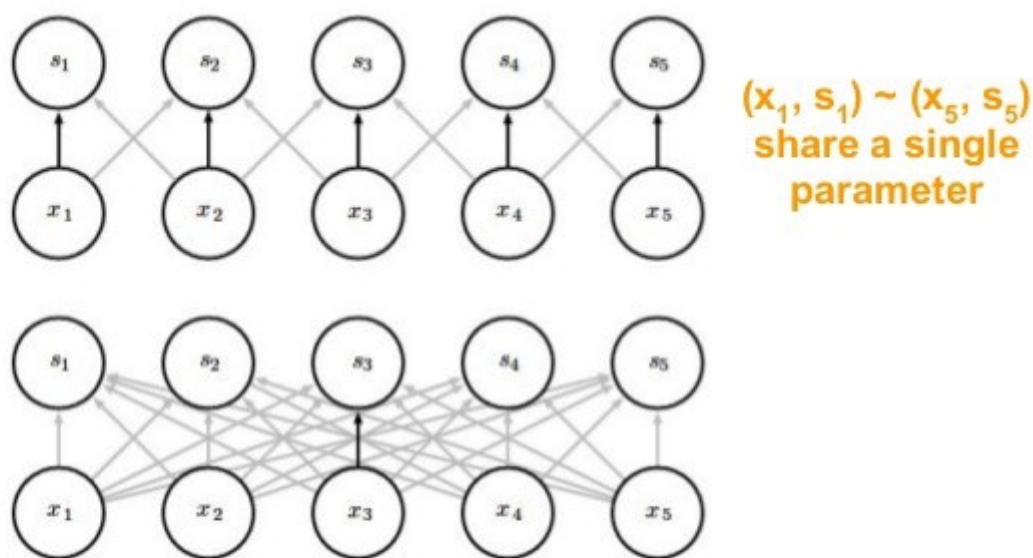 s₁ s₂ s₃ s₄ s₅
(x₁, s₁) ~ (x₅, s₅)
share a single
parameter
x₁ x₂ x₃ x₄ x₅
s₁ s₂ s₃ s₄ s₅
x₁ x₂ x₃ x₄ x₅